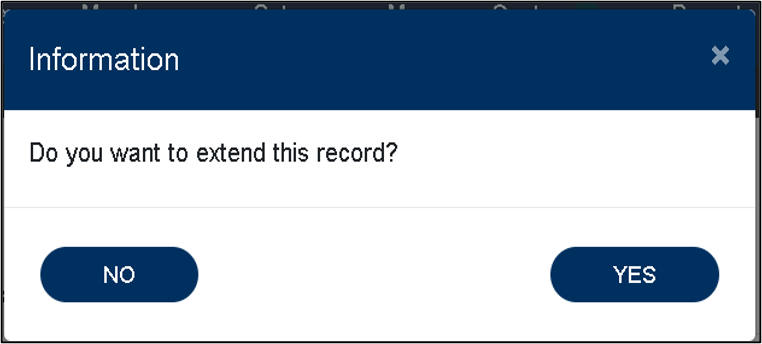 Information
×
Do you want to extend this record?
NO
YES